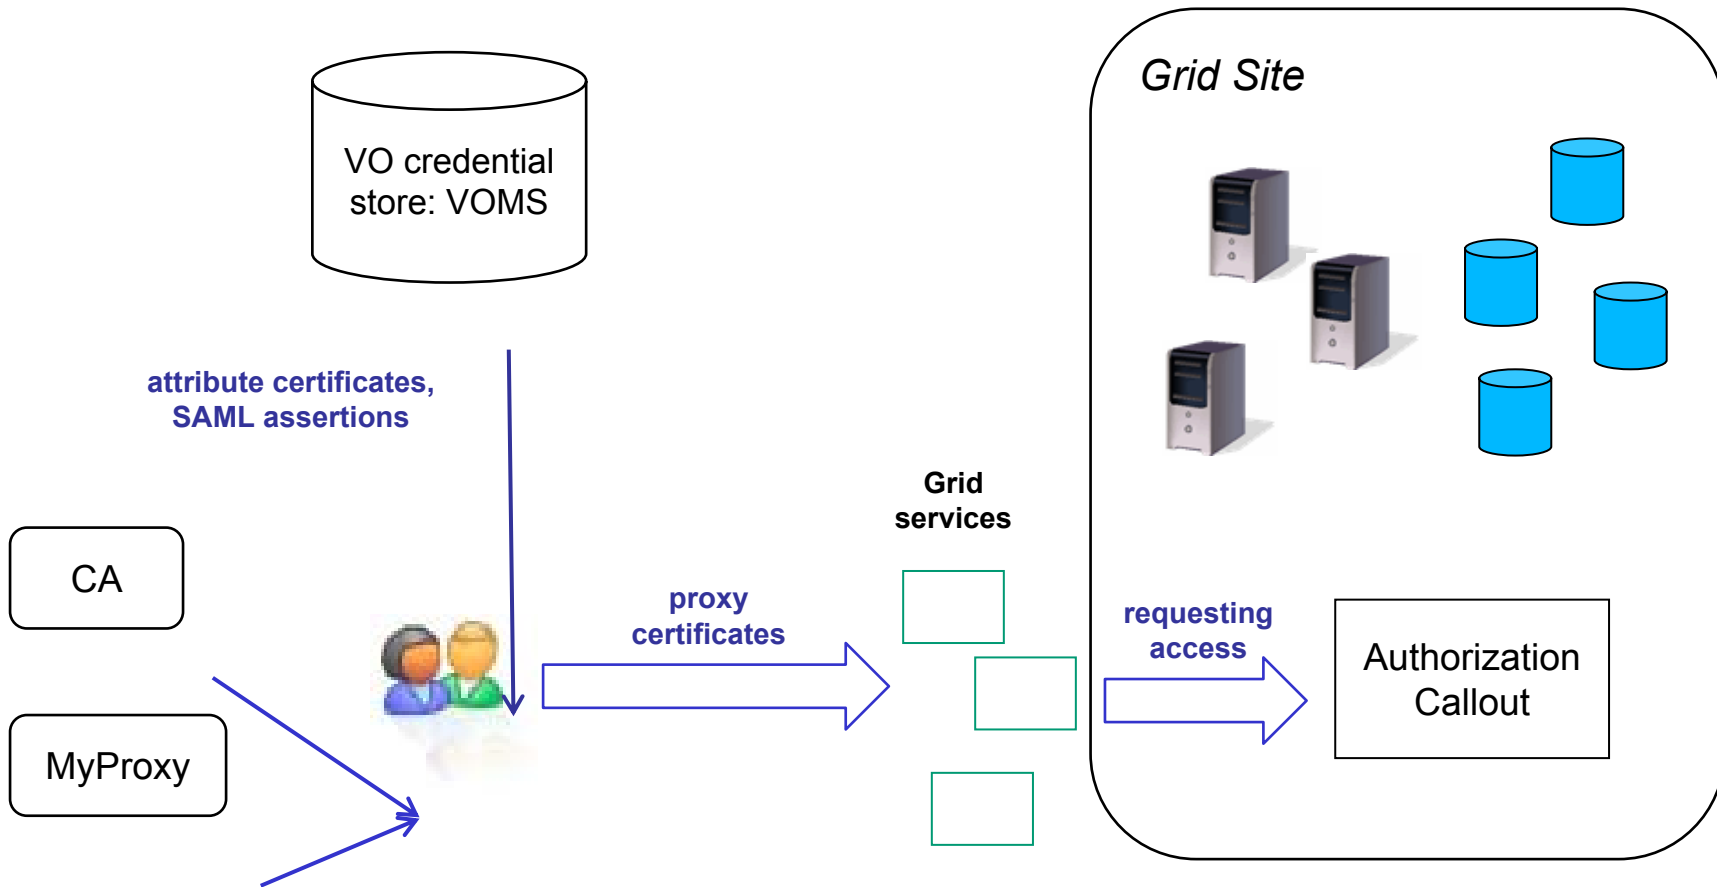 Grid Site
VO credential
store: VOMS
attribute certificates,
SAML assertions
Grid
services
CA
proxy
certificates
requesting
access
Authorization
Callout
MyProxy